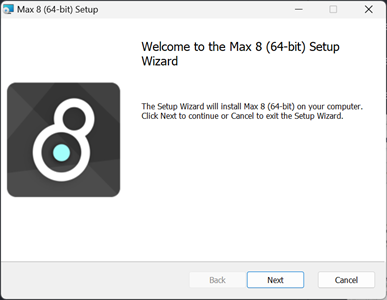 Max 8 (64-bit) Setup
Welcome to the Max 8 (64-bit) Setup
Wizard
The Setup Wizard will install Max 8 (64-bit) on your computer.
Click Next to continue or Cancel to exit the Setup Wizard.
Back
Next
Cancel